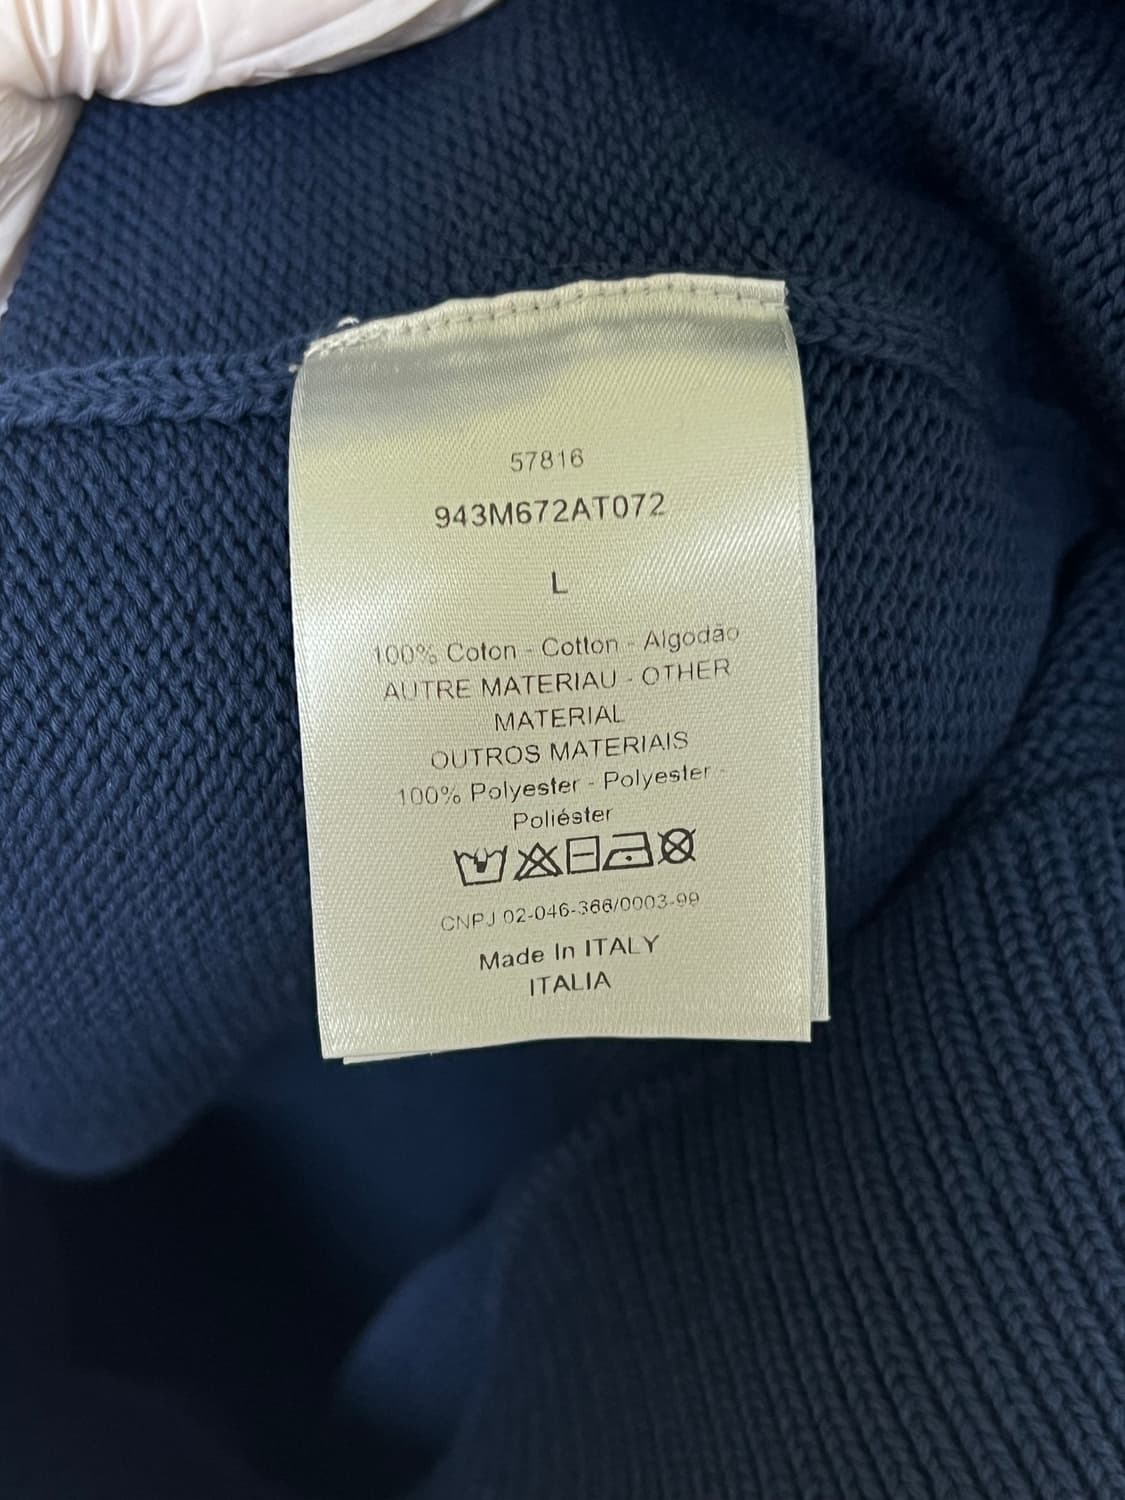 57816
943M672AT072
L
100% Coton - Cotton - Algodão
AUTRE MATERIAU - OTHER
MATERIAL
OUTROS MATERIAIS
100% Polyester - Polyester -
Poliéster
CNPJ 02-046-366/0003-99
Made In ITALY
ITALIA